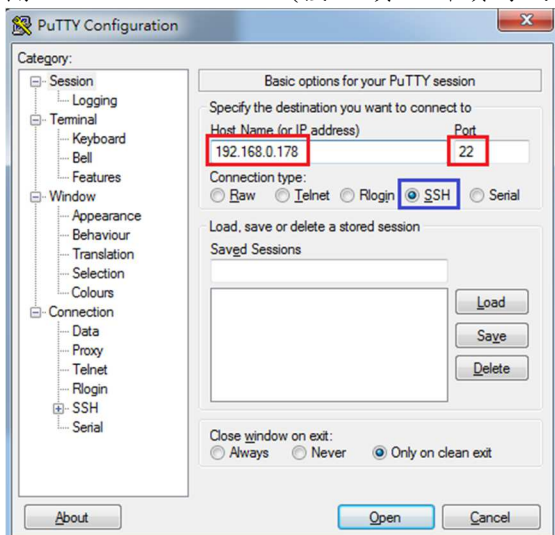 PuTTY Configuration
Category:
Session
Logging
Terminal
Keyboard
Bell
Features
Window
Appearance
Behaviour
Translation
Selection
Colours
Connection
Data
Proxy
Telnet
Rlogin
SSH
Serial
Basic options for your PuTTY session
Specify the destination you want to connect to
Host Name (or IP address) Port
192.168.0.178 22
Connection type:
Raw Telnet Rlogin SSH Serial
Load, save or delete a stored session
Saved Sessions
Load
Save
Delete
Close window on exit:
Always Never Only on clean exit
About Open Cancel